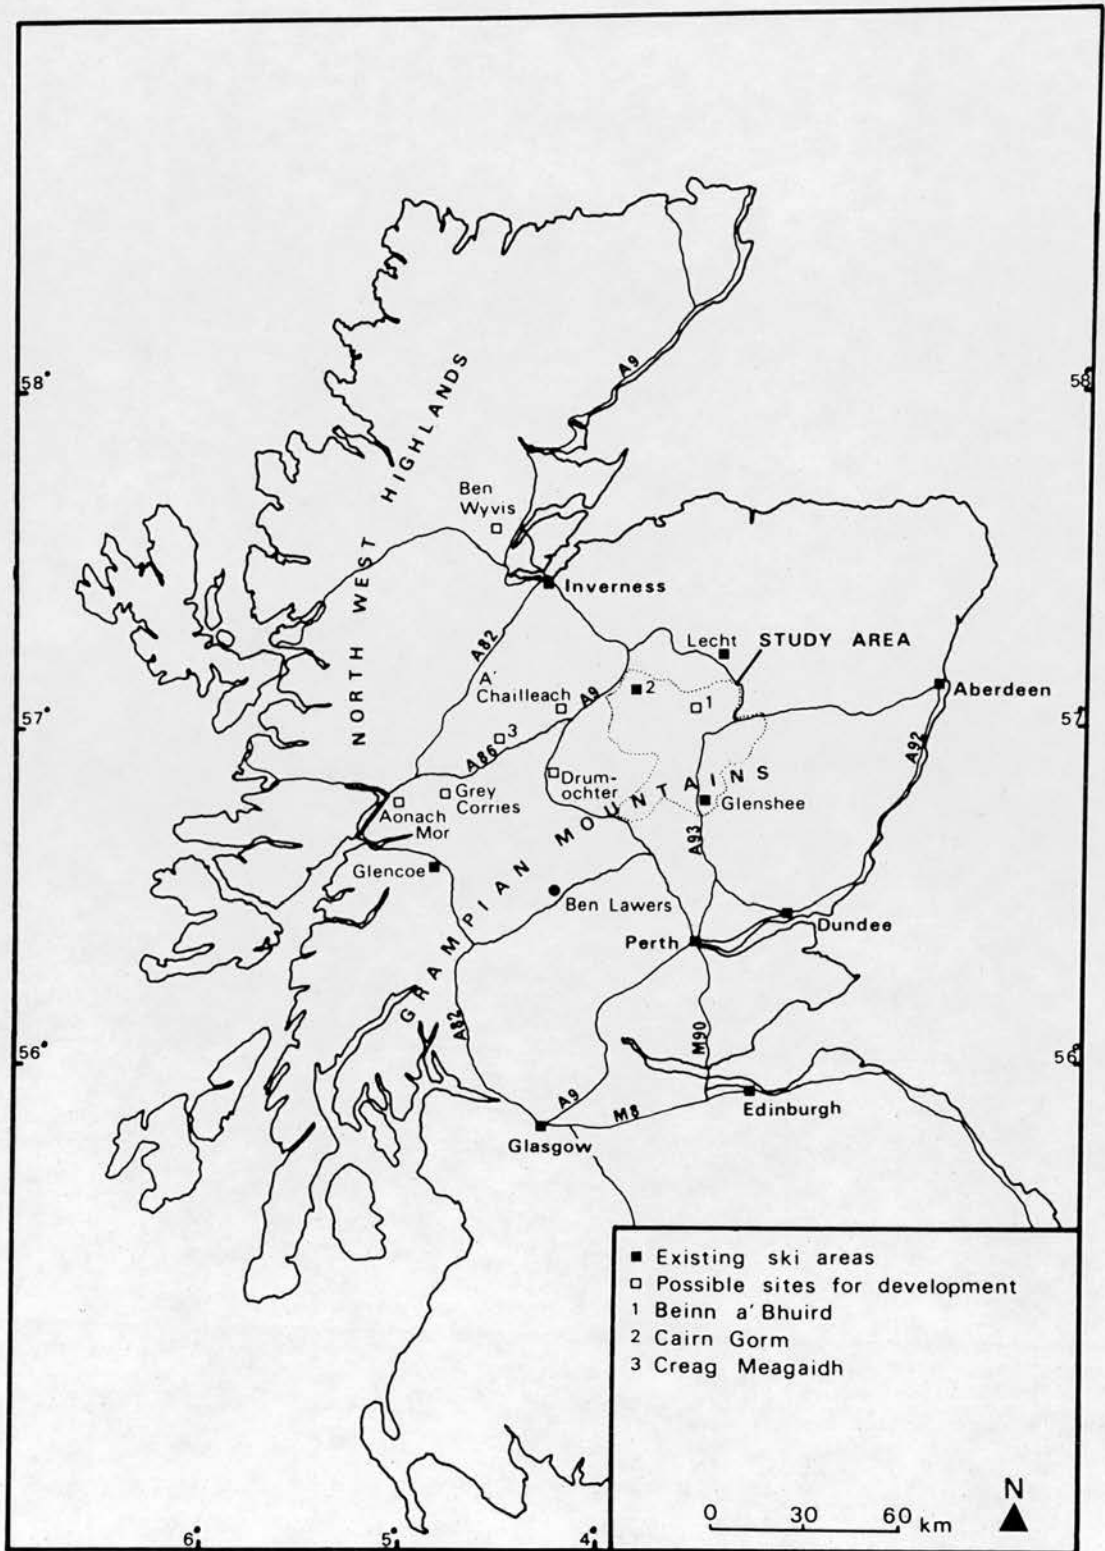 58°
58
A9
NORTH WEST HIGHLANDS
Ben
Wyvis
Inverness
A82
Lecht
STUDY AREA
A'
Chailleach
A9
2
1
Aberdeen
57°
57
3
A86
A92
Drum-
ochter
Grey
Corries
Aonach
Mor
Glenshee
GRAMPIAN MOUNTAINS
A93
Glencoe
Ben Lawers
Dundee
Perth
A82
M90
56°
56
A9
M8
Edinburgh
Glasgow
■ Existing ski areas
□ Possible sites for development
1 Beinn a' Bhuird
2 Cairn Gorm
3 Creag Meagaidh
N
0 30 60 km
6°
5°
4°